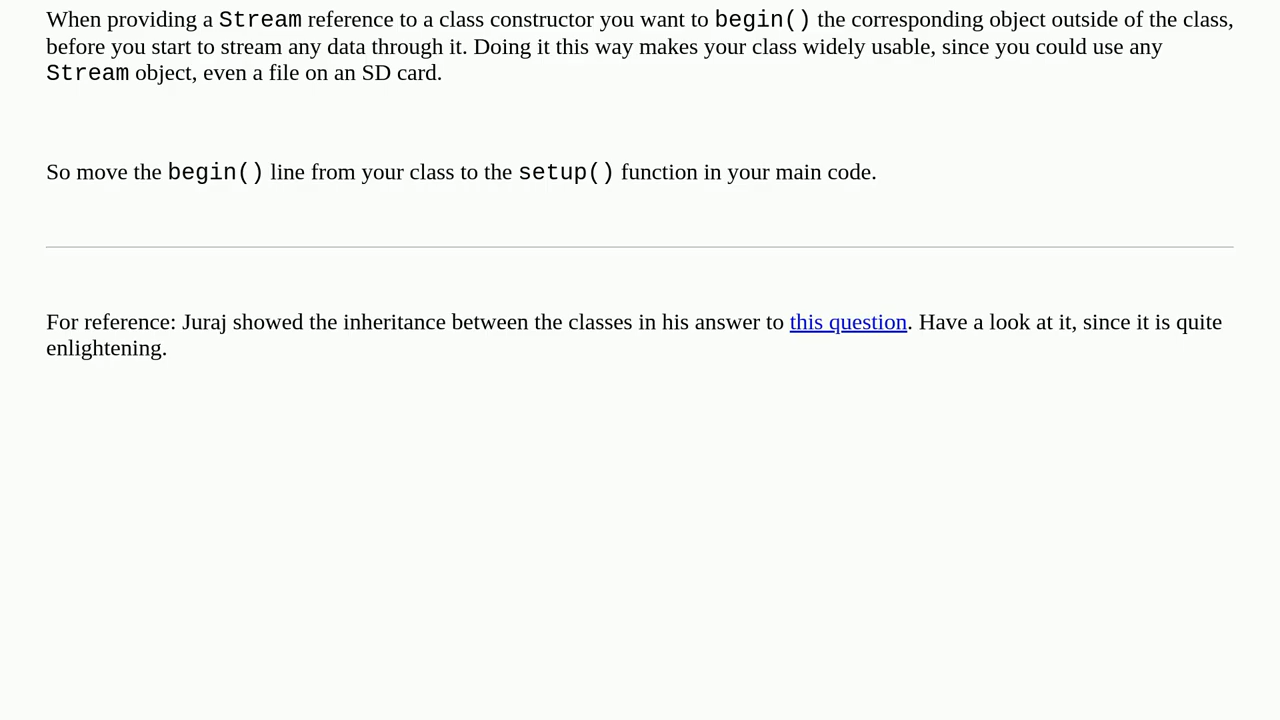 When providing a Stream reference to a class constructor you want to begin() the corresponding object outside of the class,
before you start to stream any data through it. Doing it this way makes your class widely usable, since you could use any
Stream object, even a file on an SD card.
So move the begin() line from your class to the setup() function in your main code.
For reference: Juraj showed the inheritance between the classes in his answer to this question. Have a look at it, since it is quite
enlightening.